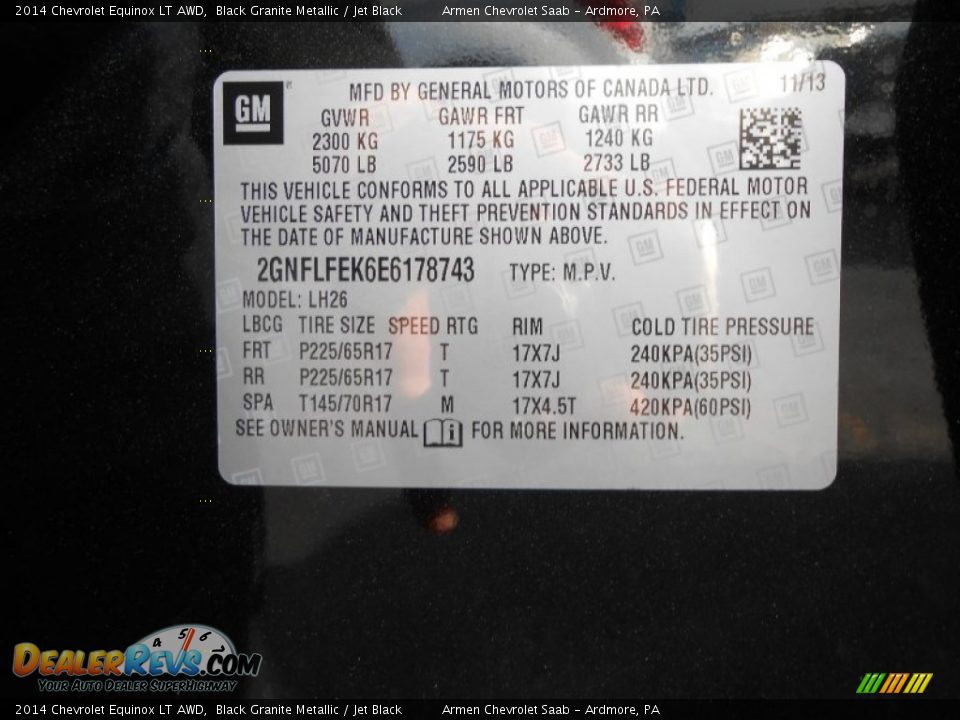 2014 Chevrolet Equinox LT AWD, Black Granite Metallic / Jet Black Armen Chevrolet Saab - Ardmore, PA
GM
MFD BY GENERAL MOTORS OF CANADA LTD. 11/13
GVWR GAWR FRT GAWR RR
2300 KG 1175 KG 1240 KG
5070 LB 2590 LB 2733 LB
THIS VEHICLE CONFORMS TO ALL APPLICABLE U.S. FEDERAL MOTOR
VEHICLE SAFETY AND THEFT PREVENTION STANDARDS IN EFFECT ON
THE DATE OF MANUFACTURE SHOWN ABOVE.
2GNFLFEK6E6178743 TYPE: M.P.V.
MODEL: LH26
LBCG TIRE SIZE SPEED RTG RIM COLD TIRE PRESSURE
FRT P225/65R17 T 17X7J 240KPA(35PSI)
RR P225/65R17 T 17X7J 240KPA(35PSI)
SPA T145/70R17 M 17X4.5T 420KPA(60PSI)
SEE OWNER'S MANUAL FOR MORE INFORMATION.
4 5 6
DEALERREVS.COM
YOUR AUTO DEALER SUPERHIGHWAY
2014 Chevrolet Equinox LT AWD, Black Granite Metallic / Jet Black Armen Chevrolet Saab - Ardmore, PA